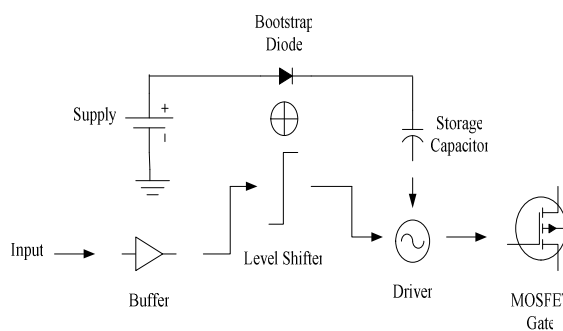 Bootstrap
Diode
Supply
+
-
Storage
Capacitor
Input
Level Shifter
Buffer
Driver
MOSFET
Gate